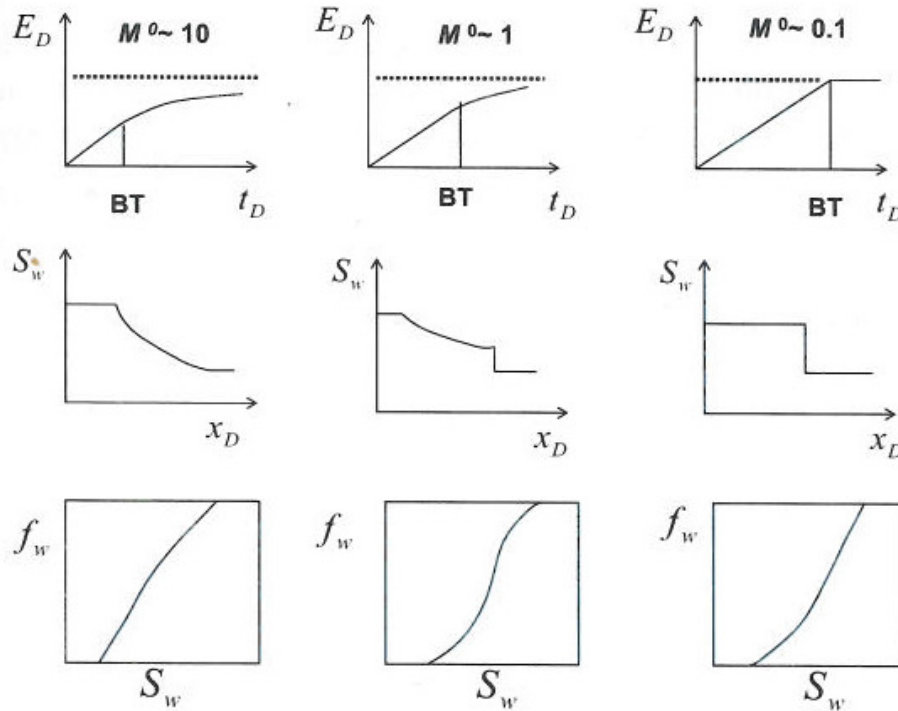 E_D M⁰~ 10
BT t_D
E_D M⁰~ 1
BT t_D
E_D M⁰~ 0.1
BT t_D
S_w
x_D
S_w
x_D
S_w
x_D
f_w
S_w
f_w
S_w
f_w
S_w